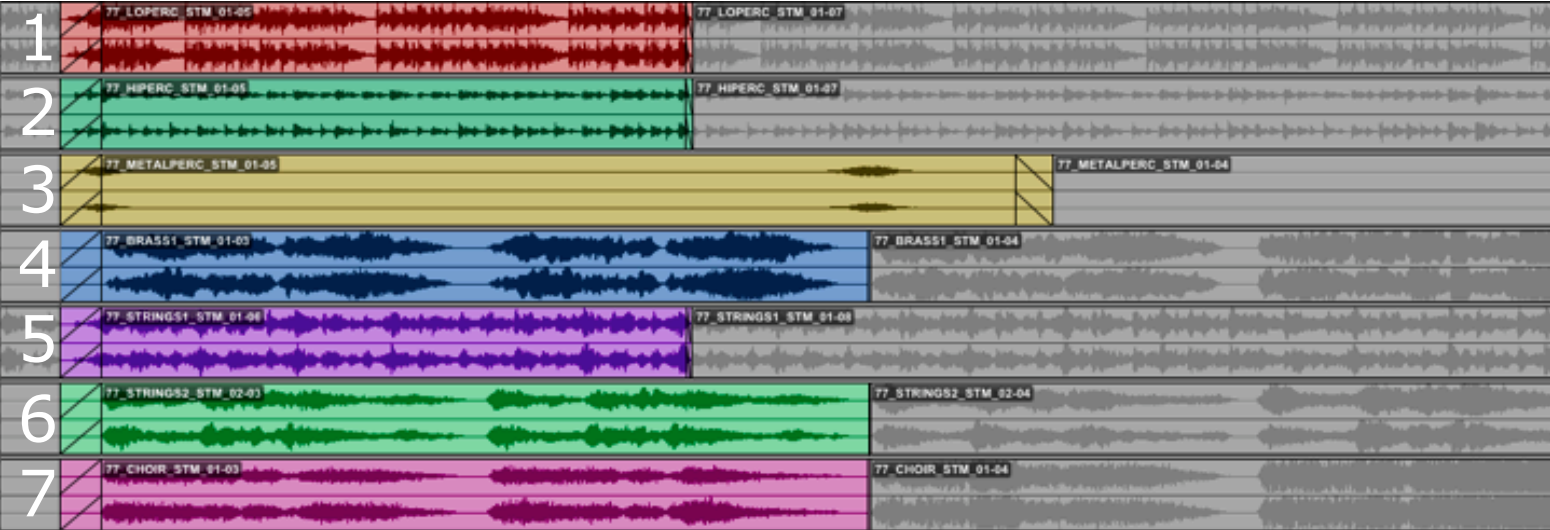 1 77_LOPERC_STM_01-05 77_LOPERC_STM_01-07
2 77_HIPERC_STM_01-05 77_HIPERC_STM_01-07
3 77_METALPERC_STM_01-05 77_METALPERC_STM_01-04
4 77_BRASS1_STM_01-03 77_BRASS1_STM_01-04
5 77_STRINGS1_STM_01-06 77_STRINGS1_STM_01-08
6 77_STRINGS2_STM_02-03 77_STRINGS2_STM_02-04
7 77_CHOIR_STM_01-03 77_CHOIR_STM_01-04